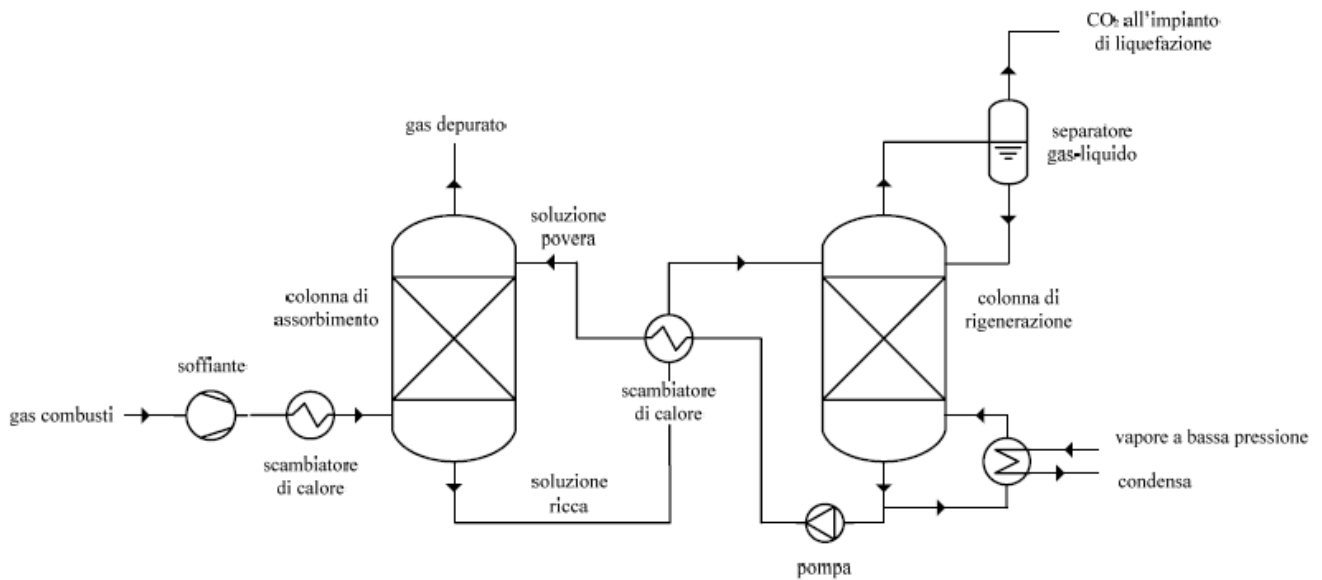 CO₂ all'impianto
di liquefazione
gas depurato
separatore
gas-liquido
soluzione
povera
colonna di
assorbimento
colonna di
rigenerazione
soffiante
scambiatore
di calore
gas combusti
vapore a bassa pressione
scambiatore
di calore
soluzione
ricca
condensa
pompa